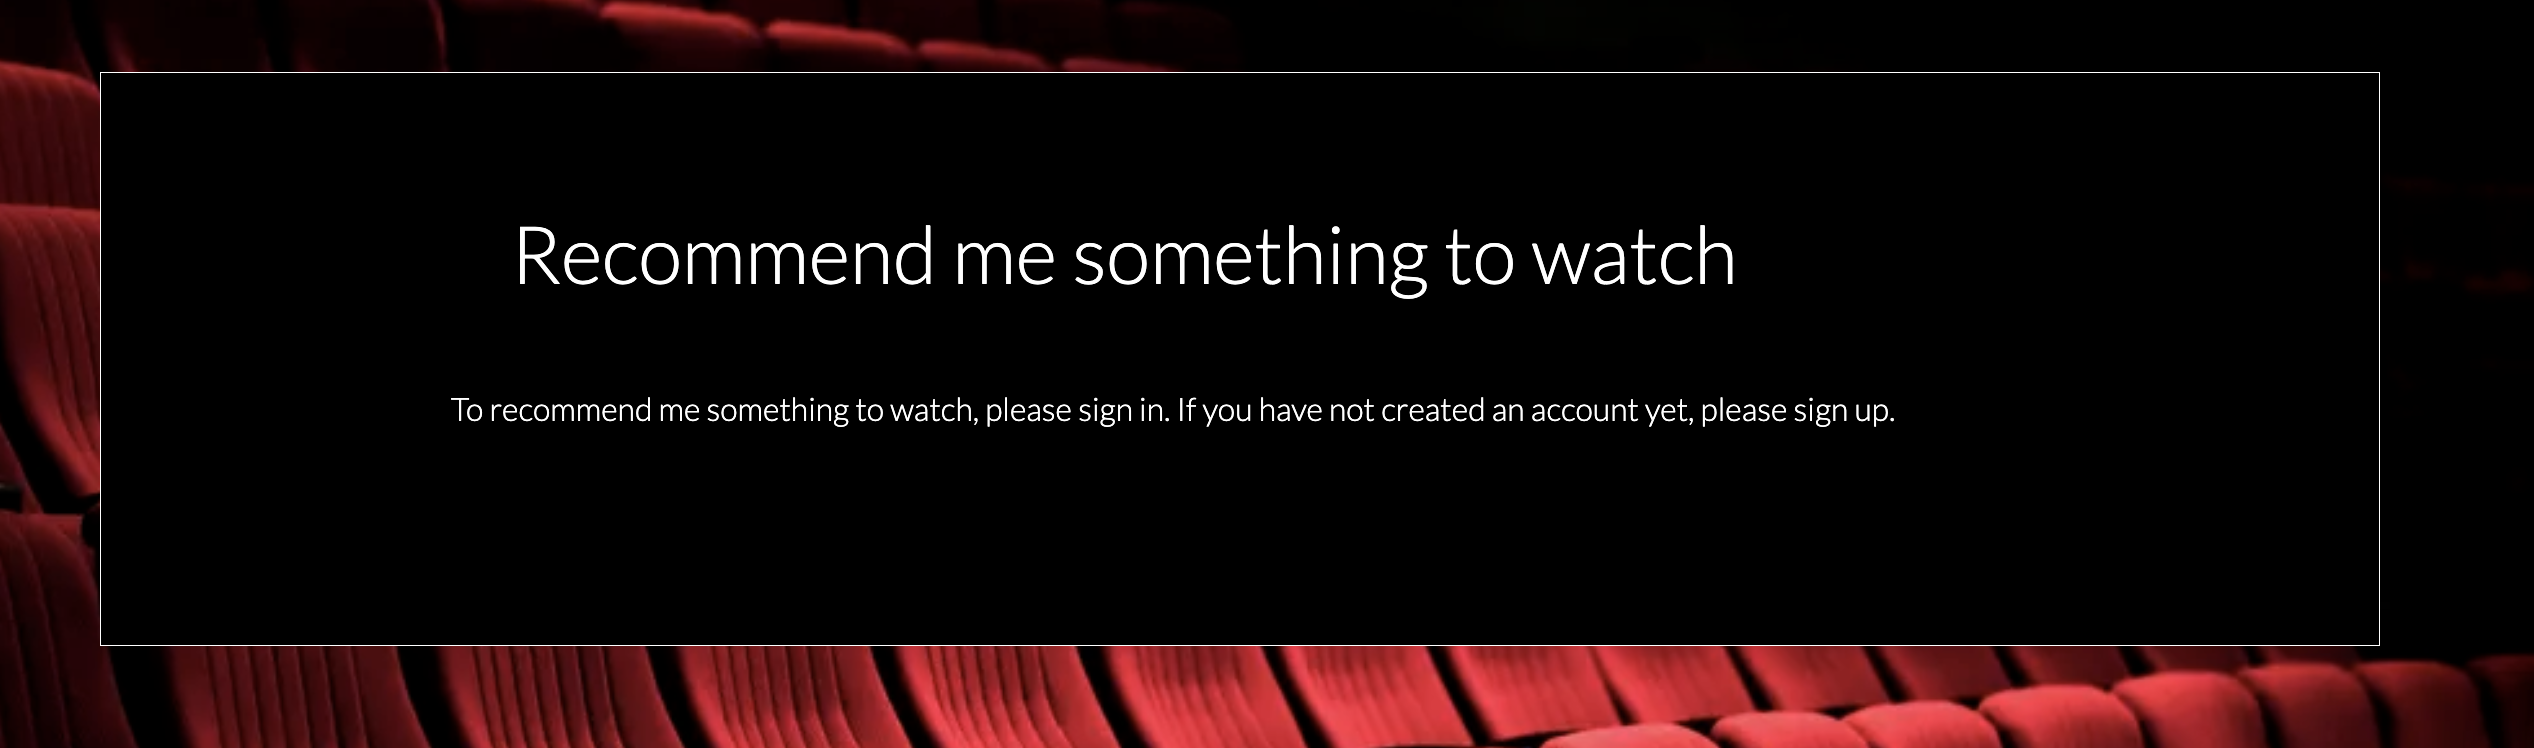 Recommend me something to watch
To recommend me something to watch, please sign in. If you have not created an account yet, please sign up.